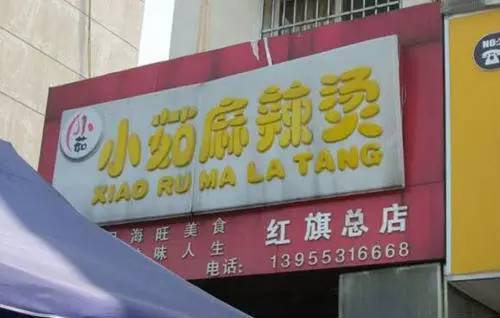 小茹
小茹麻辣烫
XIAO RU MA LA TANG
海旺美食
味人生
红旗总店
电话: 13955316668
NO: